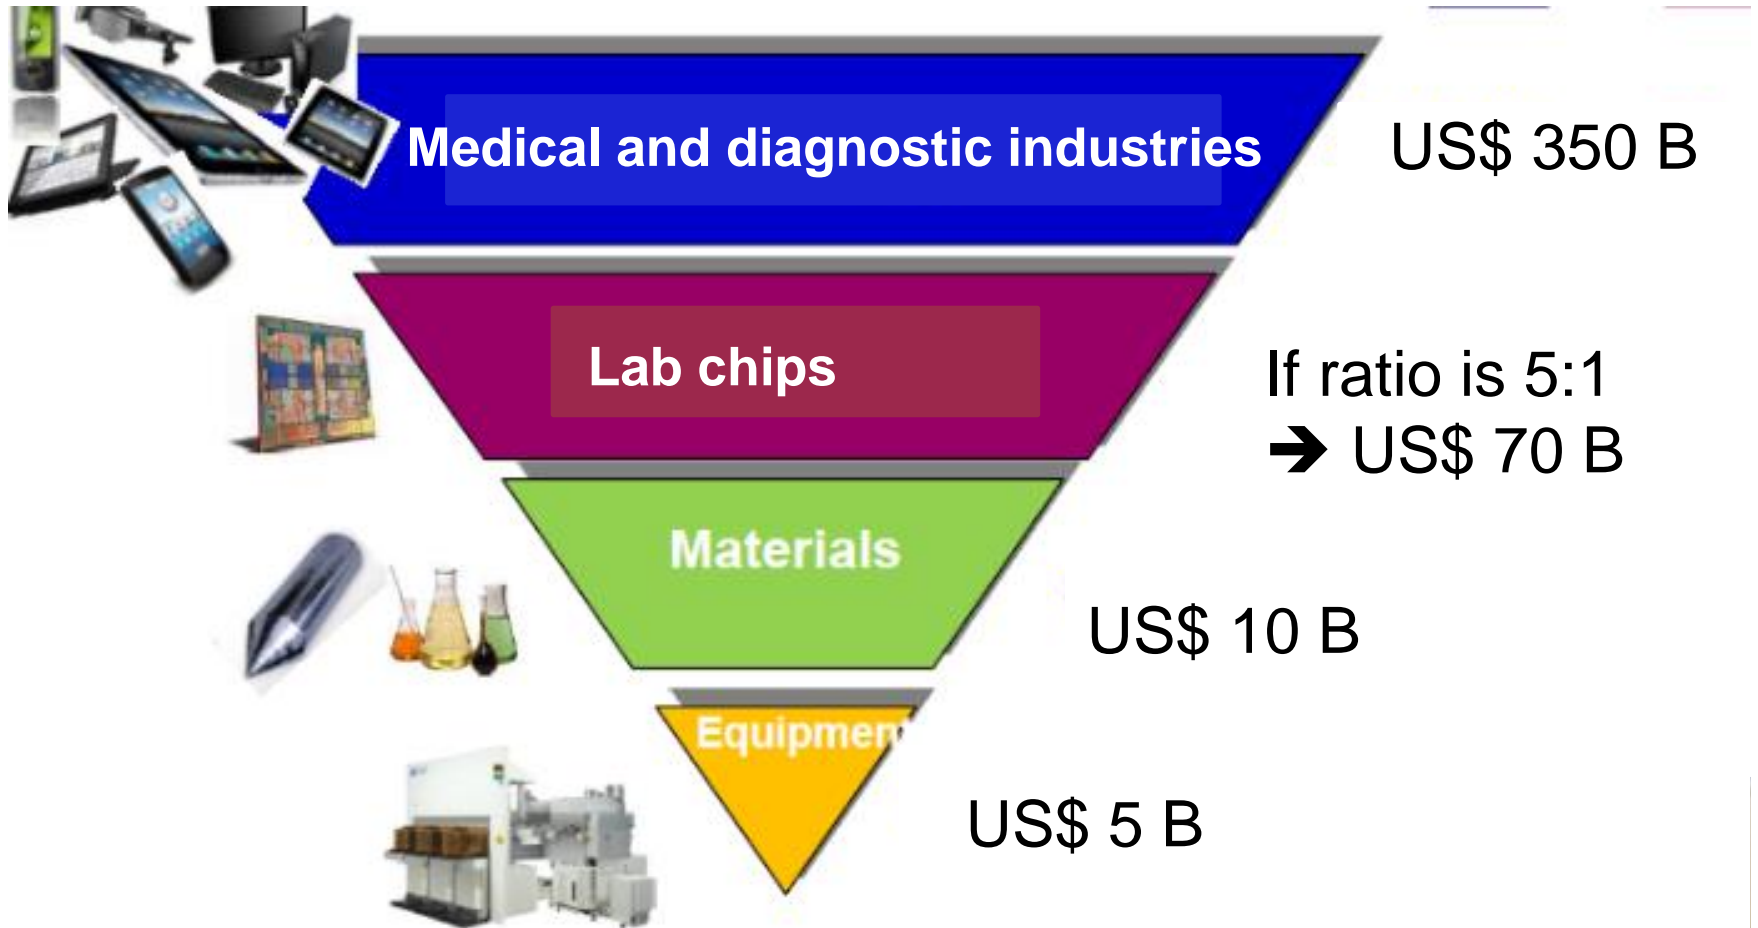 Medical and diagnostic industries
US$ 350 B
Lab chips
If ratio is 5:1
➔ US$ 70 B
Materials
US$ 10 B
Equipment
US$ 5 B